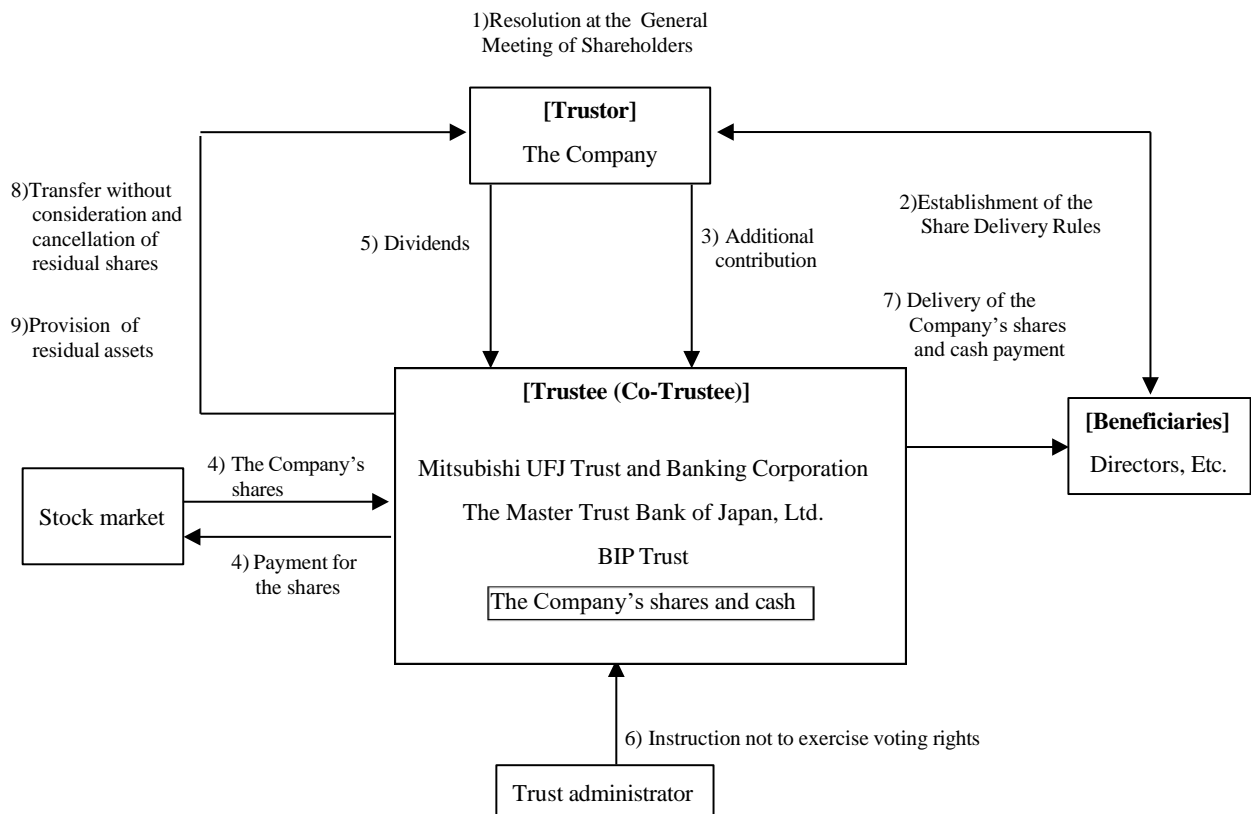 1)Resolution at the General
Meeting of Shareholders
[Trustor]
The Company
8)Transfer without
consideration and
cancellation of
residual shares
9)Provision of
residual assets
5) Dividends
3) Additional
contribution
2)Establishment of the
Share Delivery Rules
7) Delivery of the
Company’s shares
and cash payment
[Trustee (Co-Trustee)]
Mitsubishi UFJ Trust and Banking Corporation
The Master Trust Bank of Japan, Ltd.
BIP Trust
The Company’s shares and cash
[Beneficiaries]
Directors, Etc.
Stock market
4) The Company’s
shares
4) Payment for
the shares
6) Instruction not to exercise voting rights
Trust administrator